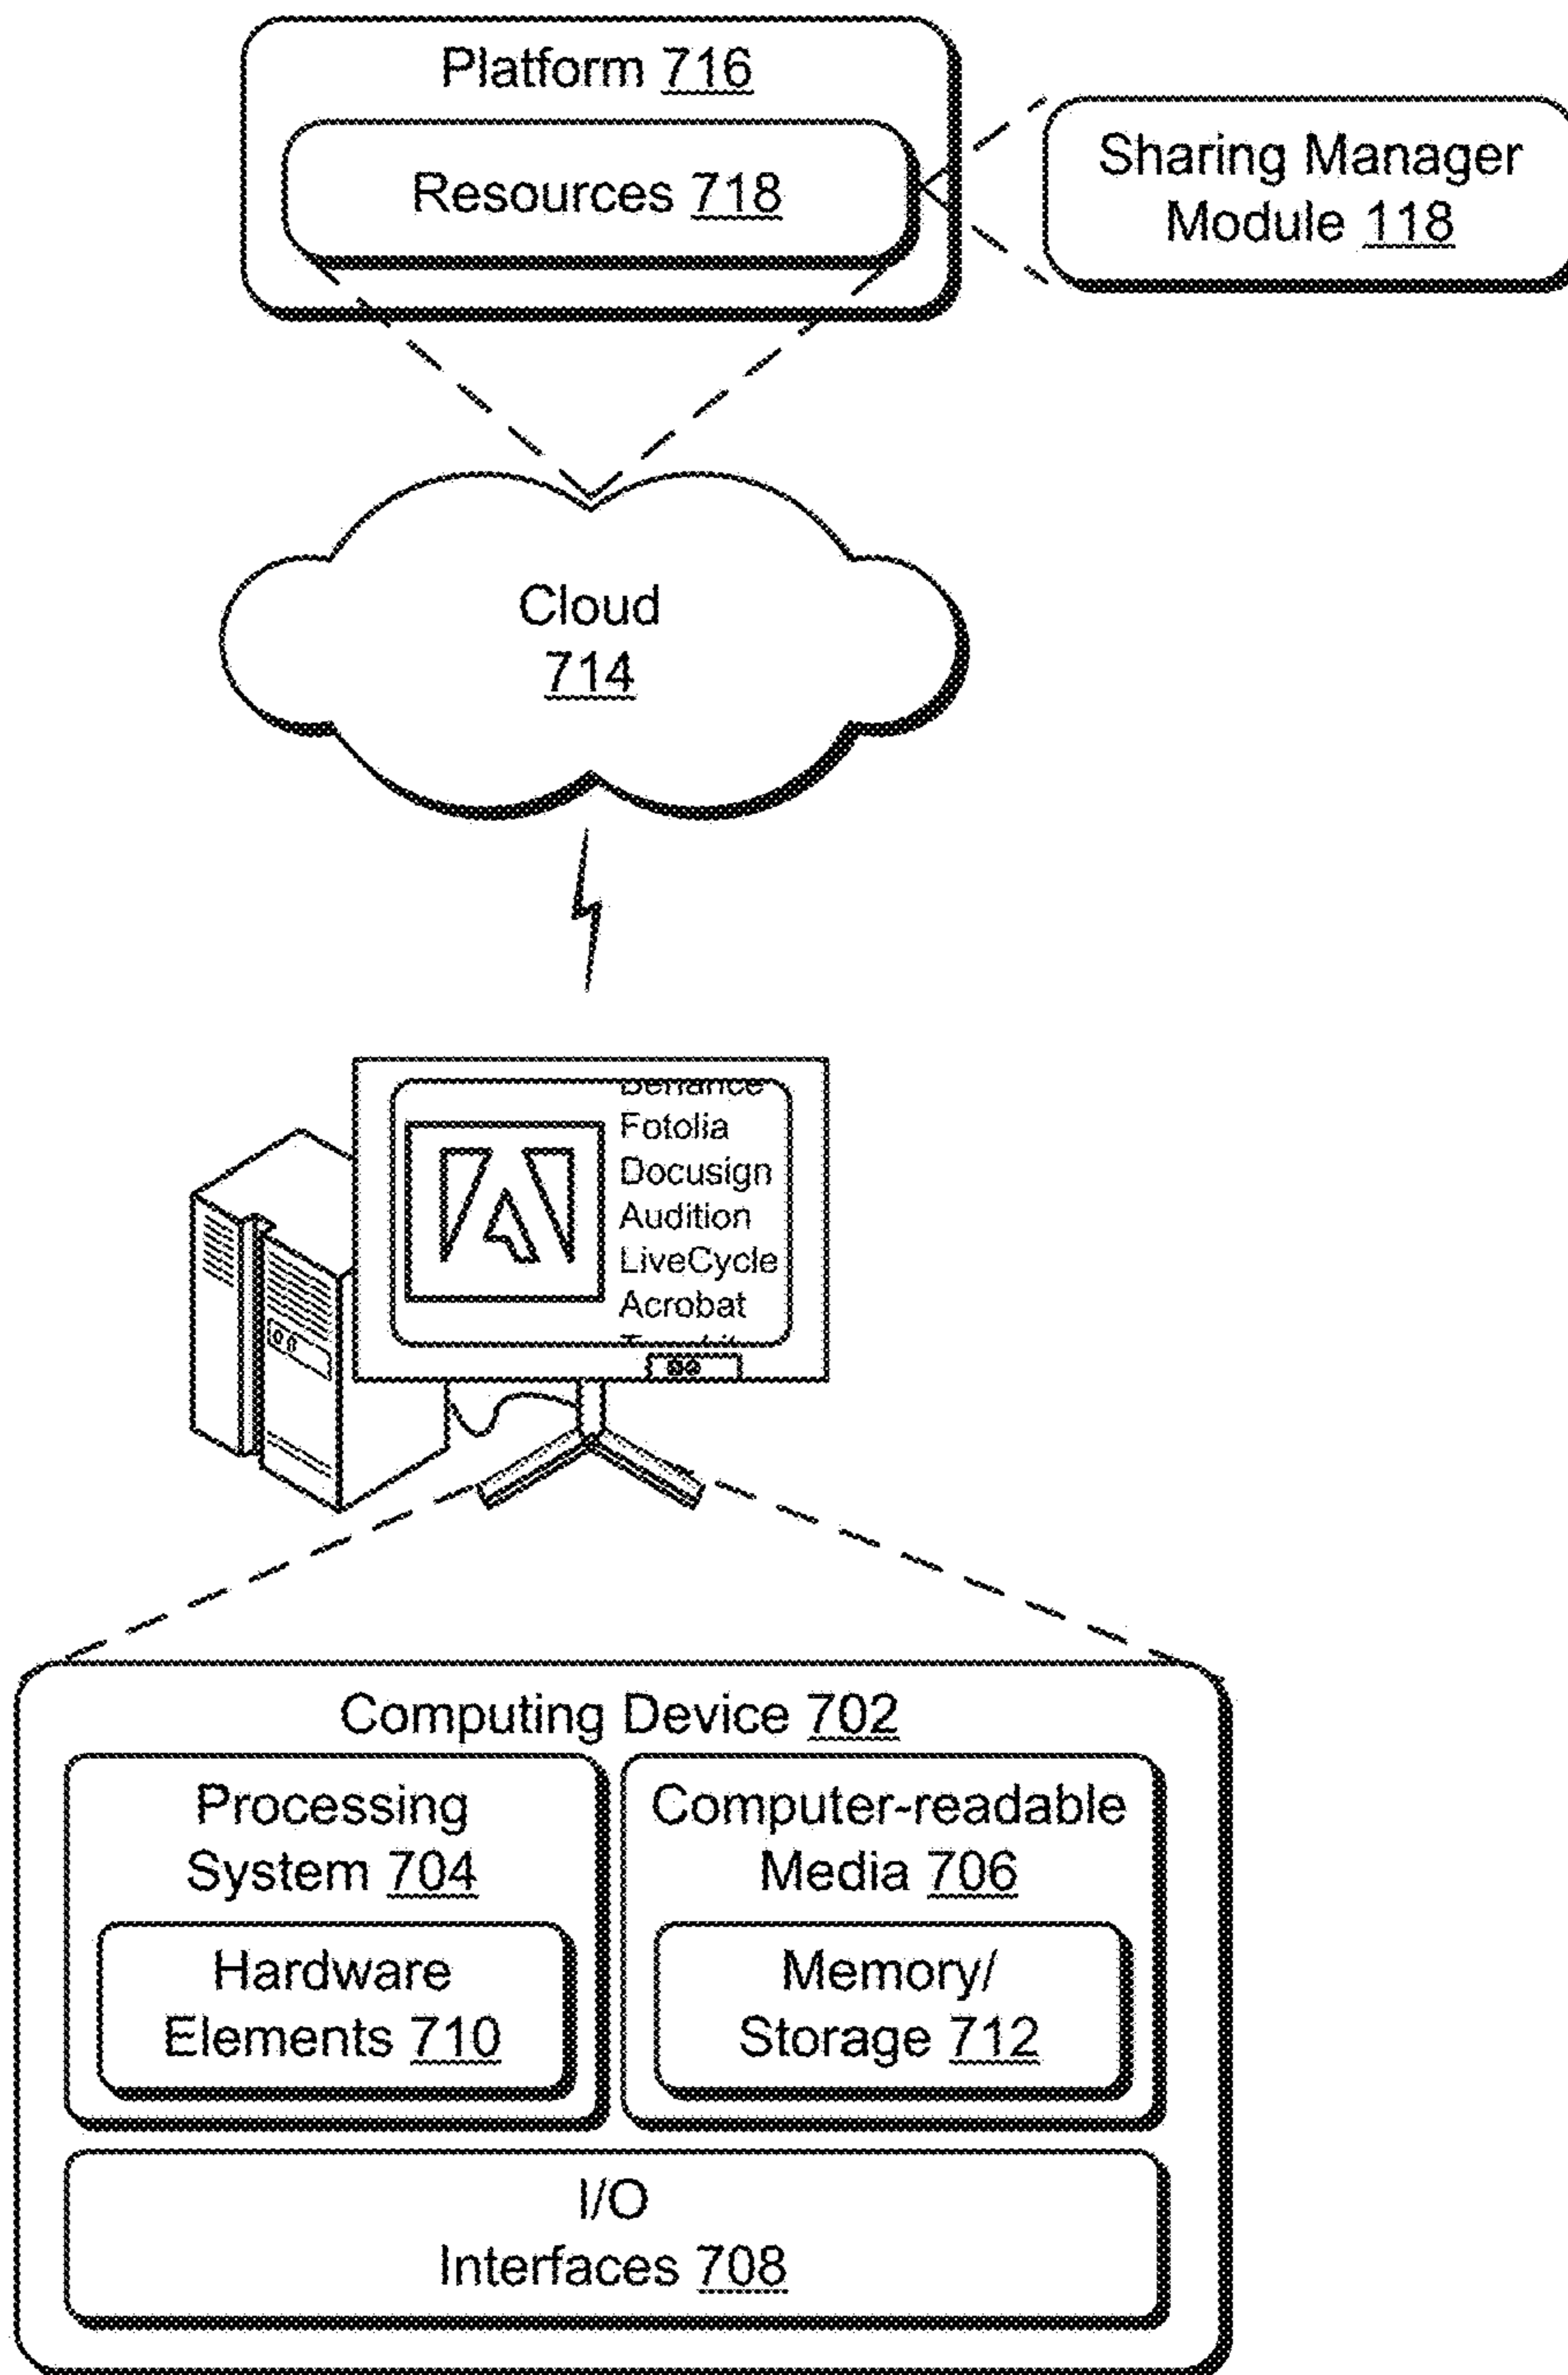 Platform 716
Resources 718
Sharing Manager
Module 118
Cloud
714
Fotolia
Docusign
Audition
LiveCycle
Acrobat
Computing Device 702
Processing
System 704
Hardware
Elements 710
Computer-readable
Media 706
Memory/
Storage 712
I/O
Interfaces 708